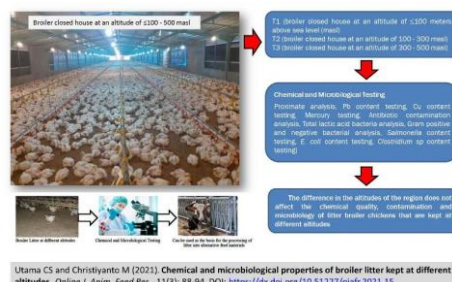 Broiler closed house at an altitude of ≤100 - 500 masl
T1 (broiler closed house at an altitude of ≤100 meters
above sea level (masl)
T2 (broiler closed house at an altitude of 100 - 300 masl)
T3 (broiler closed house at an altitude of 300 - 500 masl)
Chemical and Microbiological Testing
Proximate analysis, Pb content testing, Cu content
testing, Mercury testing, Antibiotic contamination
analysis, Total lactic acid bacteria analysis, Gram positive
and negative bacterial analysis, Salmonella content
testing, E. coli content testing, Clostridium sp content
testing)
The difference in the altitudes of the region does not
affect the chemical quality, contamination and
microbiology of litter broiler chickens that are kept at
different altitudes
Broiler Litter at different altitudes
Chemical and Microbiological Testing
Can be used as the basis for the processing of
litter into alternative feed materials
Utama CS and Christiyanto M (2021). Chemical and microbiological properties of broiler litter kept at different
altitudes. Online J. Anim. Feed Res., 11(3): 88-94. DOI: https://dx.doi.org/10.51227/ojafr.2021.15